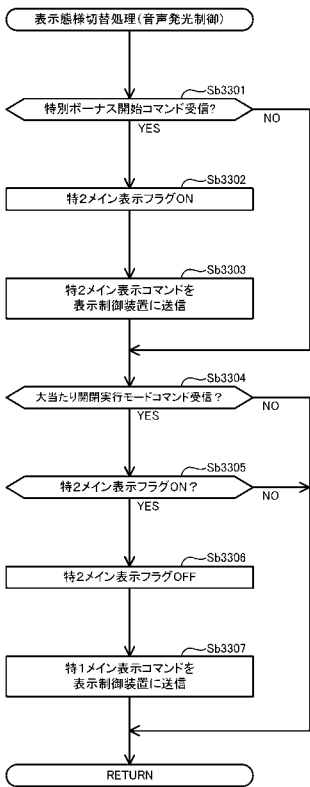 表示態様切替処理(音声発光制御)
Sb3301
特別ボーナス開始コマンド受信?
NO
YES
Sb3302
特2メイン表示フラグON
Sb3303
特2メイン表示コマンドを
表示制御装置に送信
Sb3304
大当たり開閉実行モードコマンド受信?
NO
YES
Sb3305
特2メイン表示フラグON?
NO
YES
Sb3306
特2メイン表示フラグOFF
Sb3307
特1メイン表示コマンドを
表示制御装置に送信
RETURN